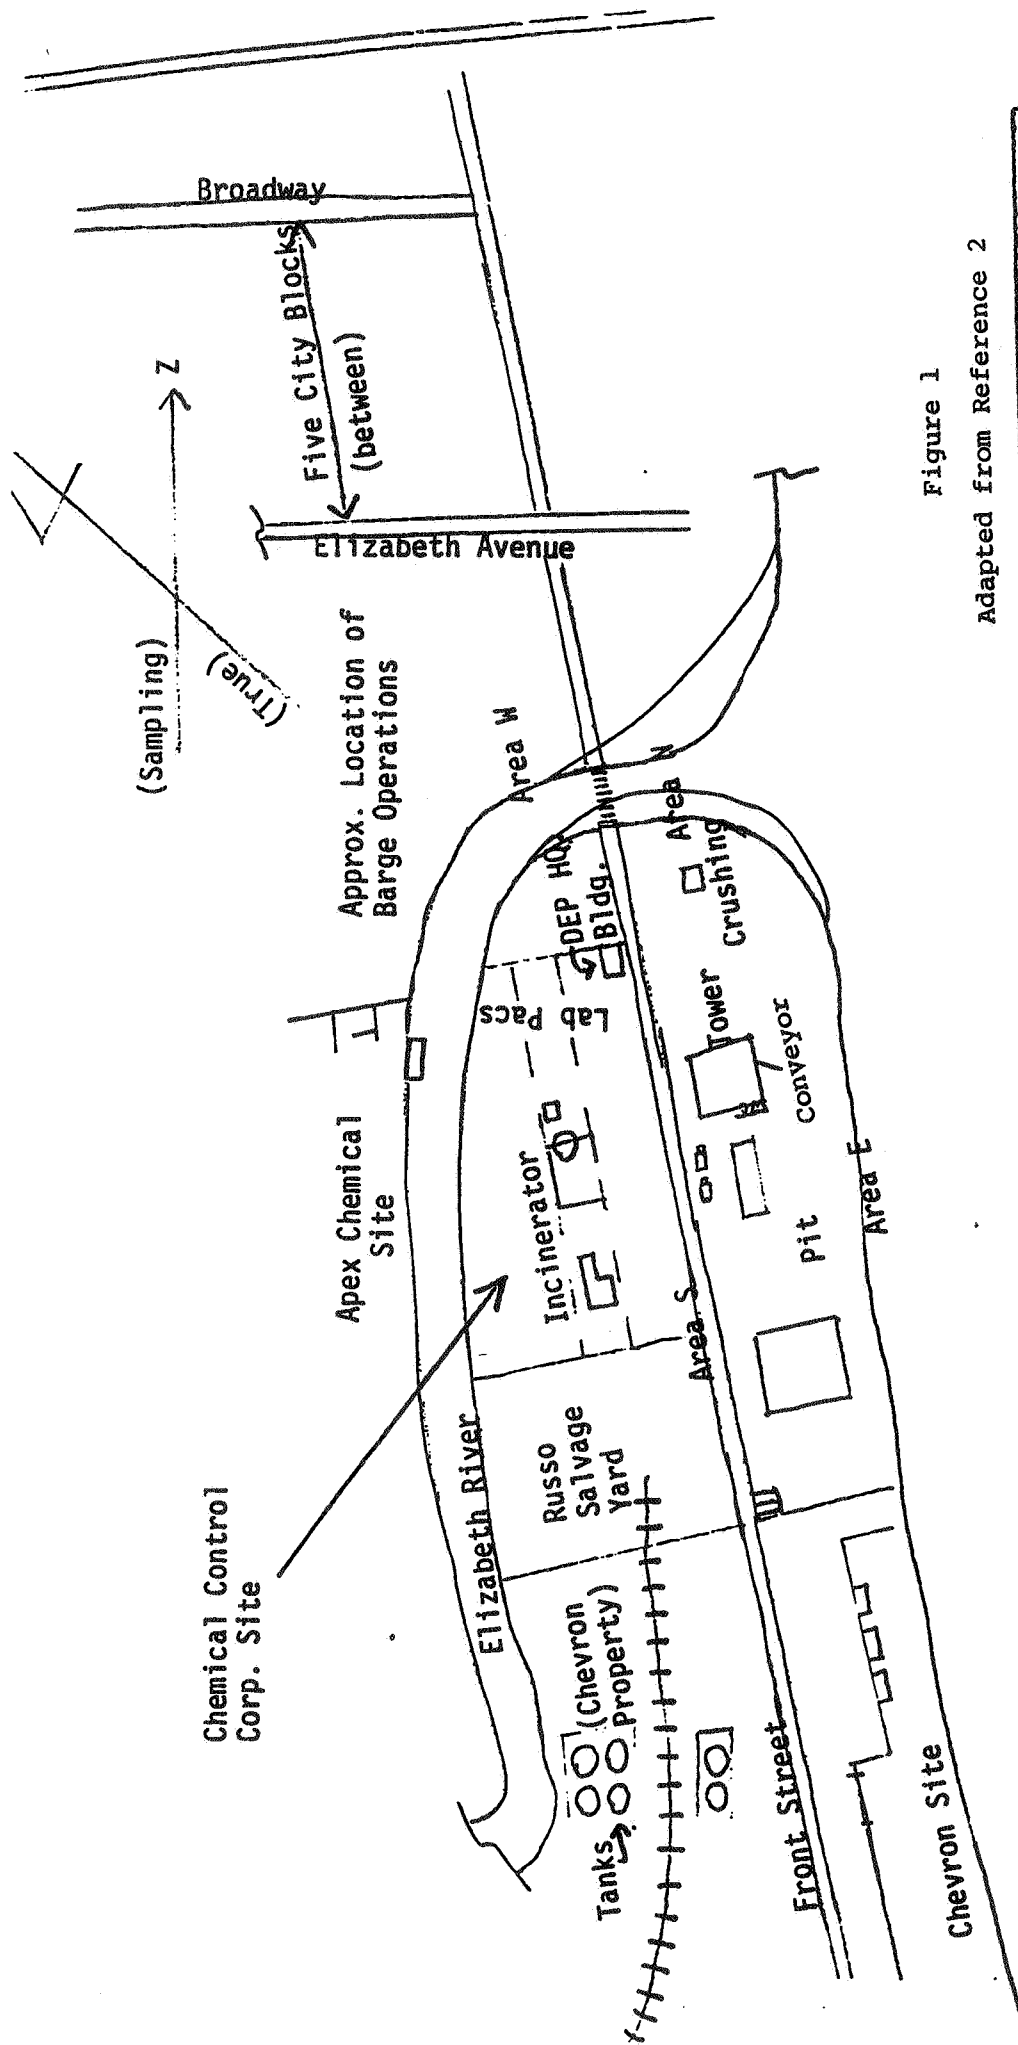 Broadway
Five City Blocks
(between)
Elizabeth Avenue
N
(Sampling)
(True)
Approx. Location of
Barge Operations
Area W
Area N
Apex Chemical
Site
Chemical Control
Corp. Site
Elizabeth River
Lab Pacs
DEP HQ
Bldg.
Incinerator
Crushing
Tower
Conveyor
Pit
Area E
Area S
Russo
Salvage
Yard
(Chevron
Property)
Tanks
Front Street
Chevron Site
Figure 1
Adapted from Reference 2